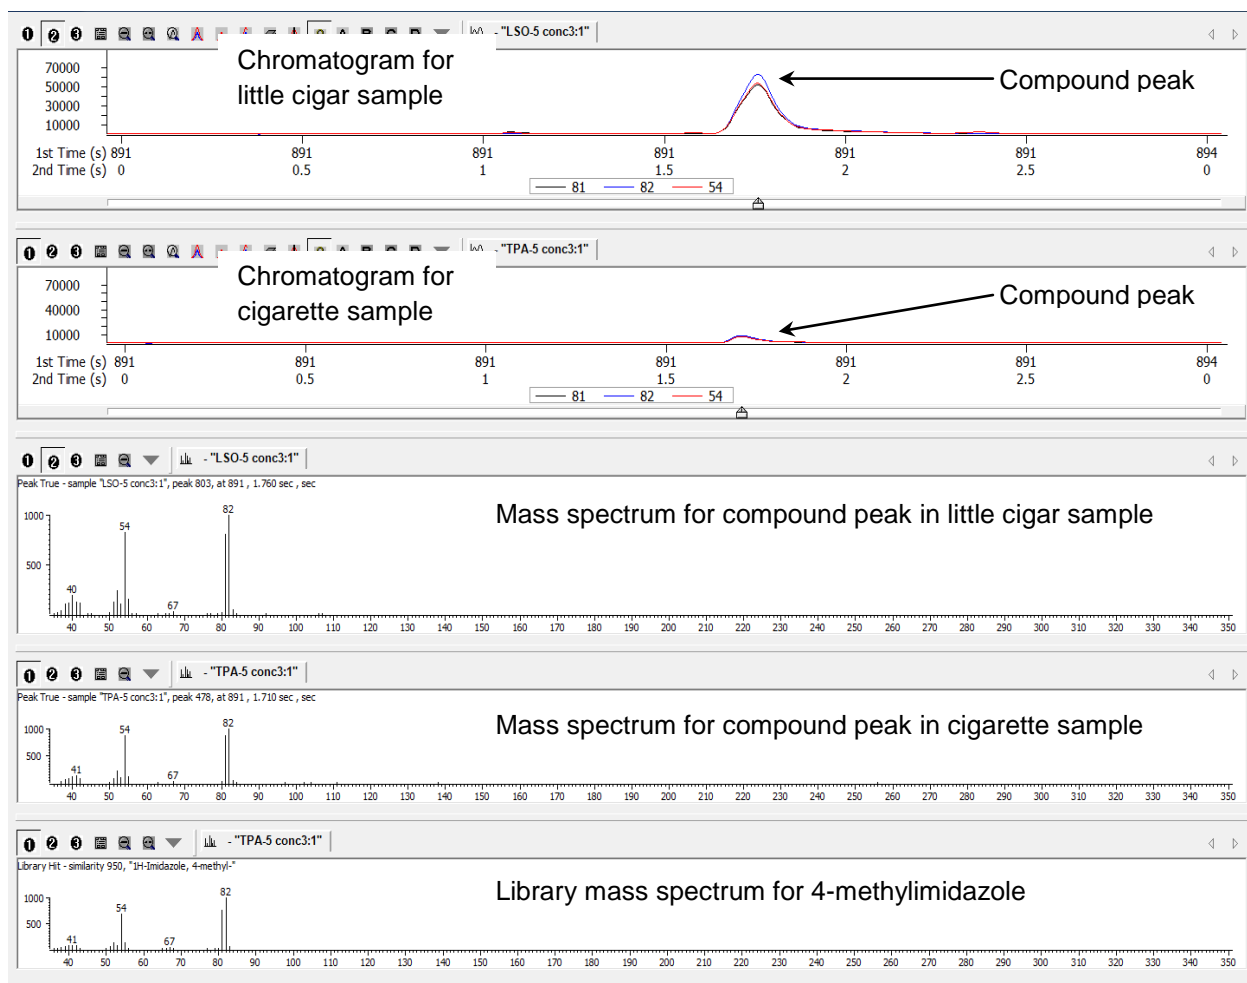 "LSO-5 conc3:1"
Chromatogram for
little cigar sample
Compound peak
70000
50000
30000
10000
1st Time (s) 891 891 891 891 891 891 894
2nd Time (s) 0 0.5 1 1.5 2 2.5 0
81 82 54
"TPA-5 conc3:1"
Chromatogram for
cigarette sample
Compound peak
70000
40000
10000
1st Time (s) 891 891 891 891 891 891 894
2nd Time (s) 0 0.5 1 1.5 2 2.5 0
81 82 54
1 2 3 - "LSO-5 conc3:1"
Peak True - sample "LSO-5 conc3:1", peak 803, at 891 , 1.760 sec , sec
Mass spectrum for compound peak in little cigar sample
1000
500
40 54 67 82
40 50 60 70 80 90 100 110 120 130 140 150 160 170 180 190 200 210 220 230 240 250 260 270 280 290 300 310 320 330 340 350
1 2 3 - "TPA-5 conc3:1"
Peak True - sample "TPA-5 conc3:1", peak 478, at 891 , 1.710 sec , sec
Mass spectrum for compound peak in cigarette sample
1000
500
41 54 67 82
40 50 60 70 80 90 100 110 120 130 140 150 160 170 180 190 200 210 220 230 240 250 260 270 280 290 300 310 320 330 340 350
1 2 3 - "TPA-5 conc3:1"
Library Hit - similarity 950, "1H-Imidazole, 4-methyl-"
Library mass spectrum for 4-methylimidazole
1000
500
41 54 67 82
40 50 60 70 80 90 100 110 120 130 140 150 160 170 180 190 200 210 220 230 240 250 260 270 280 290 300 310 320 330 340 350